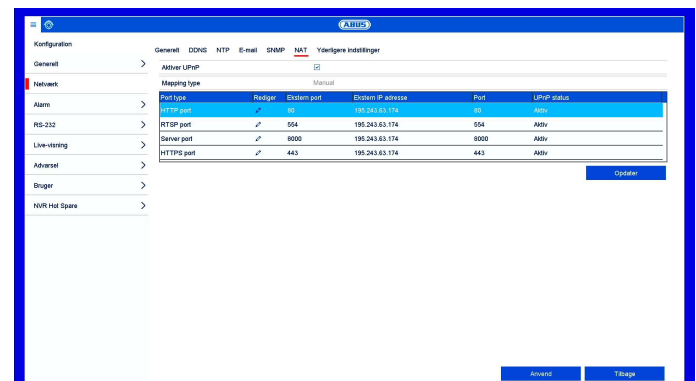 ABUS
Konfiguration
Generelt
Netværk
Alarm
RS-232
Live-visning
Advarsel
Bruger
NVR Hot Spare
Generelt DDNS NTP E-mail SNMP NAT Yderligere indstillinger
Aktiver UPnP
Mapping type Manual
Port type Rediger Ekstern port Ekstern IP adresse Port UPnP status
HTTP port 80 195.243.63.174 80 Aktiv
RTSP port 554 195.243.63.174 554 Aktiv
Server port 8000 195.243.63.174 8000 Aktiv
HTTPS port 443 195.243.63.174 443 Aktiv
Opdater
Anvend Tilbage